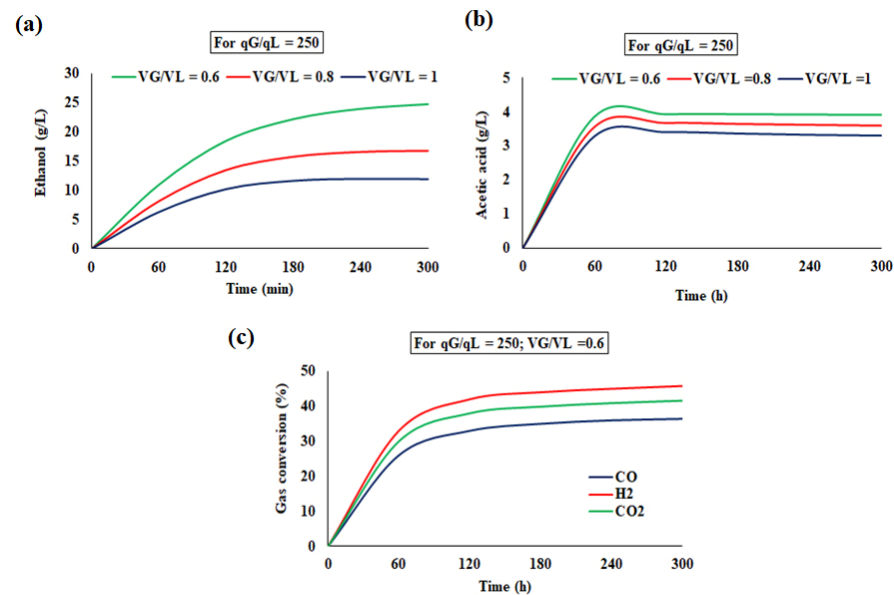 (a)
For qG/qL = 250
VG/VL = 0.6 VG/VL = 0.8 VG/VL = 1
Ethanol (g/L)
30
25
20
15
10
5
0
0 60 120 180 240 300
Time (min)
(b)
For qG/qL = 250
VG/VL = 0.6 VG/VL =0.8 VG/VL =1
Acetic acid (g/L)
5
4
3
2
1
0
0 60 120 180 240 300
Time (h)
(c)
For qG/qL = 250; VG/VL =0.6
Gas conversion (%)
50
40
30
20
10
0
CO
H2
CO2
0 60 120 180 240 300
Time (h)